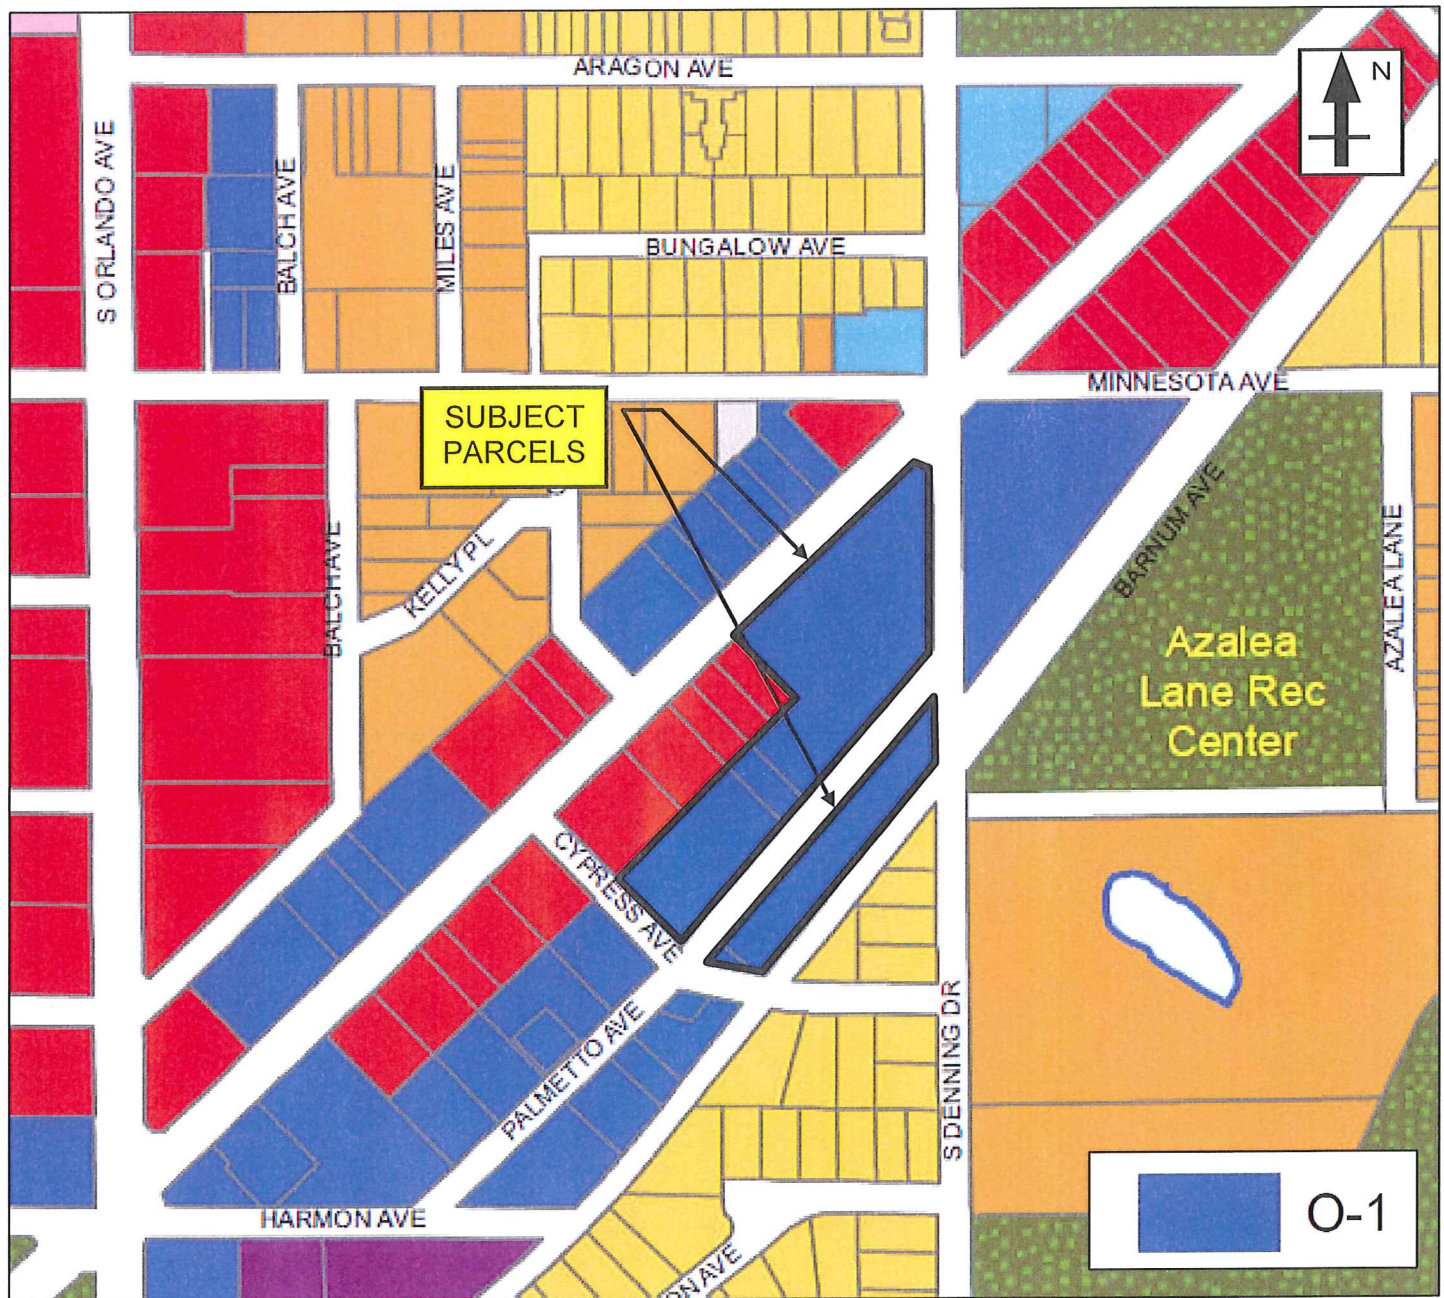 ARAGON AVE
N
S ORLANDO AVE
BALCH AVE
MILES AVE
BUNGALOW AVE
MINNESOTA AVE
SUBJECT
PARCELS
BALCH AVE
KELLY PL
BARNUM AVE
AZALEA LANE
Azalea
Lane Rec
Center
CYPRESS AVE
PALMETTO AVE
S DENNING DR
HARMON AVE
AVE
O-1